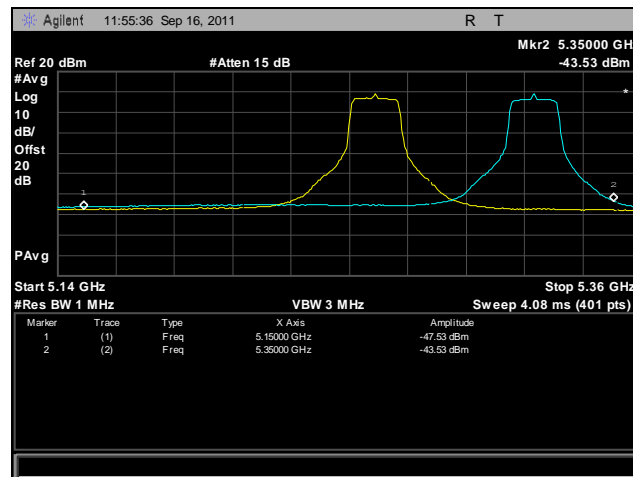 Agilent 11:55:36 Sep 16, 2011 R T
Mkr2 5.35000 GH
Ref 20 dBm #Atten 15 dB -43.53 dBm
#Avg
Log
10
dB/
Offst
20
dB
PAvg
*
1
2
Start 5.14 GHz Stop 5.36 GHz
#Res BW 1 MHz VBW 3 MHz Sweep 4.08 ms (401 pts)
Marker Trace Type X Axis Amplitude
1 (1) Freq 5.15000 GHz -47.53 dBm
2 (2) Freq 5.35000 GHz -43.53 dBm